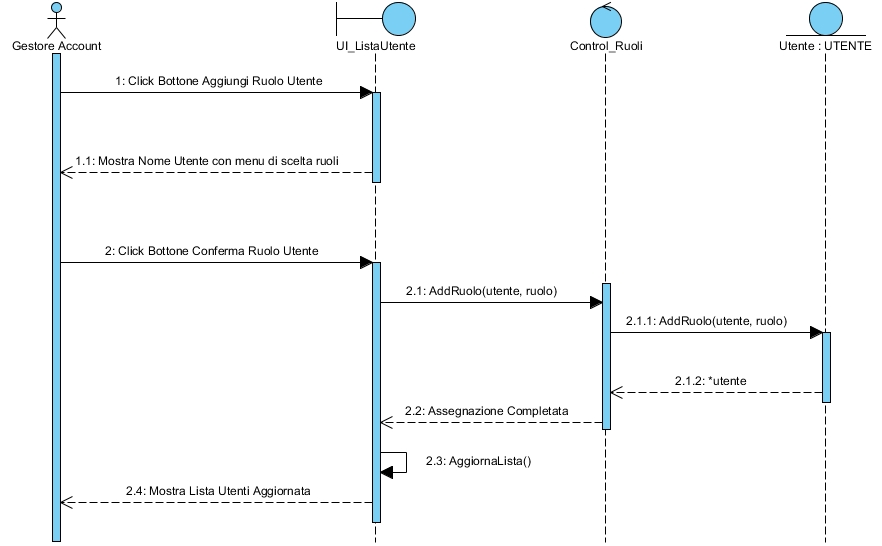 Gestore Account
UI_ListaUtente
Control_Ruoli
Utente : UTENTE
1: Click Bottone Aggiungi Ruolo Utente
1.1: Mostra Nome Utente con menu di scelta ruoli
2: Click Bottone Conferma Ruolo Utente
2.1: AddRuolo(utente, ruolo)
2.1.1: AddRuolo(utente, ruolo)
2.1.2: *utente
2.2: Assegnazione Completata
2.3: AggiornaLista()
2.4: Mostra Lista Utenti Aggiornata